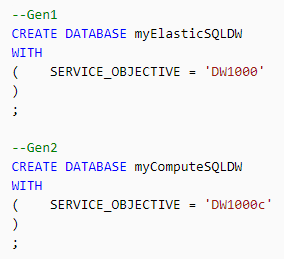 --Gen1
CREATE DATABASE myElasticSQLDW
WITH
(    SERVICE_OBJECTIVE = 'DW1000'
)
;
--Gen2
CREATE DATABASE myComputeSQLDW
WITH
(    SERVICE_OBJECTIVE = 'DW1000c'
)
;